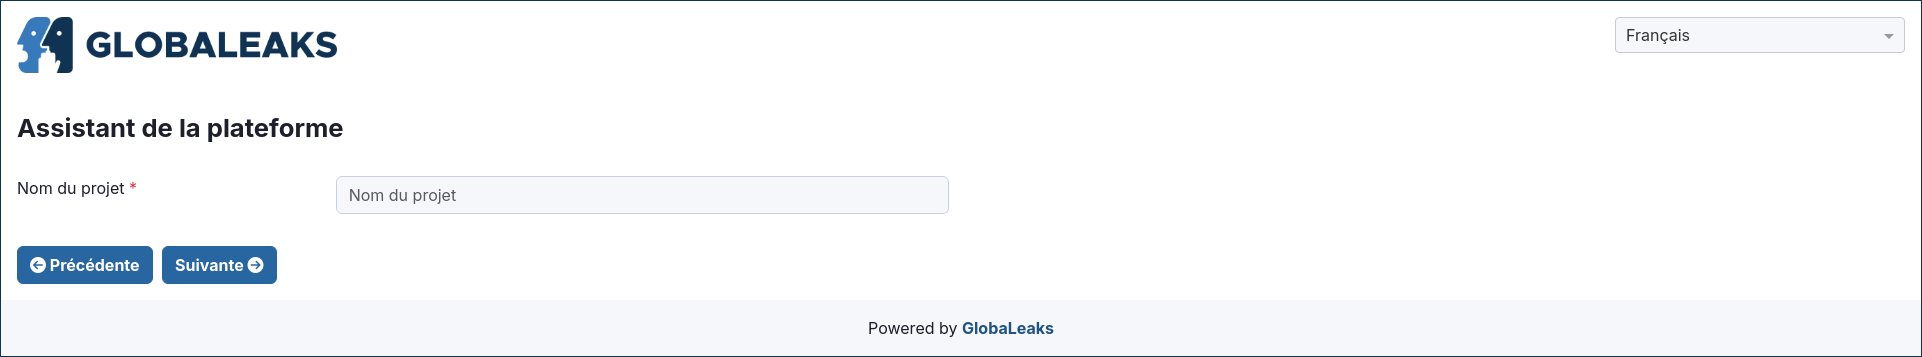 GLOBALEAKS
Français
Assistant de la plateforme
Nom du projet *
Nom du projet
Précédente
Suivante
Powered by GlobaLeaks